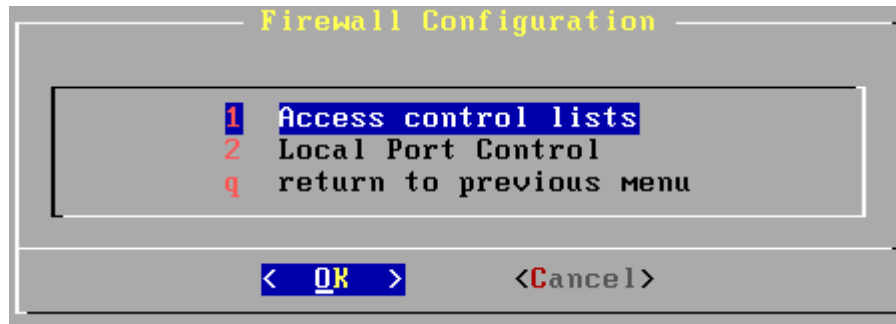 Firewall Configuration
1 Access control lists
2 Local Port Control
q return to previous menu
< OK > <Cancel>